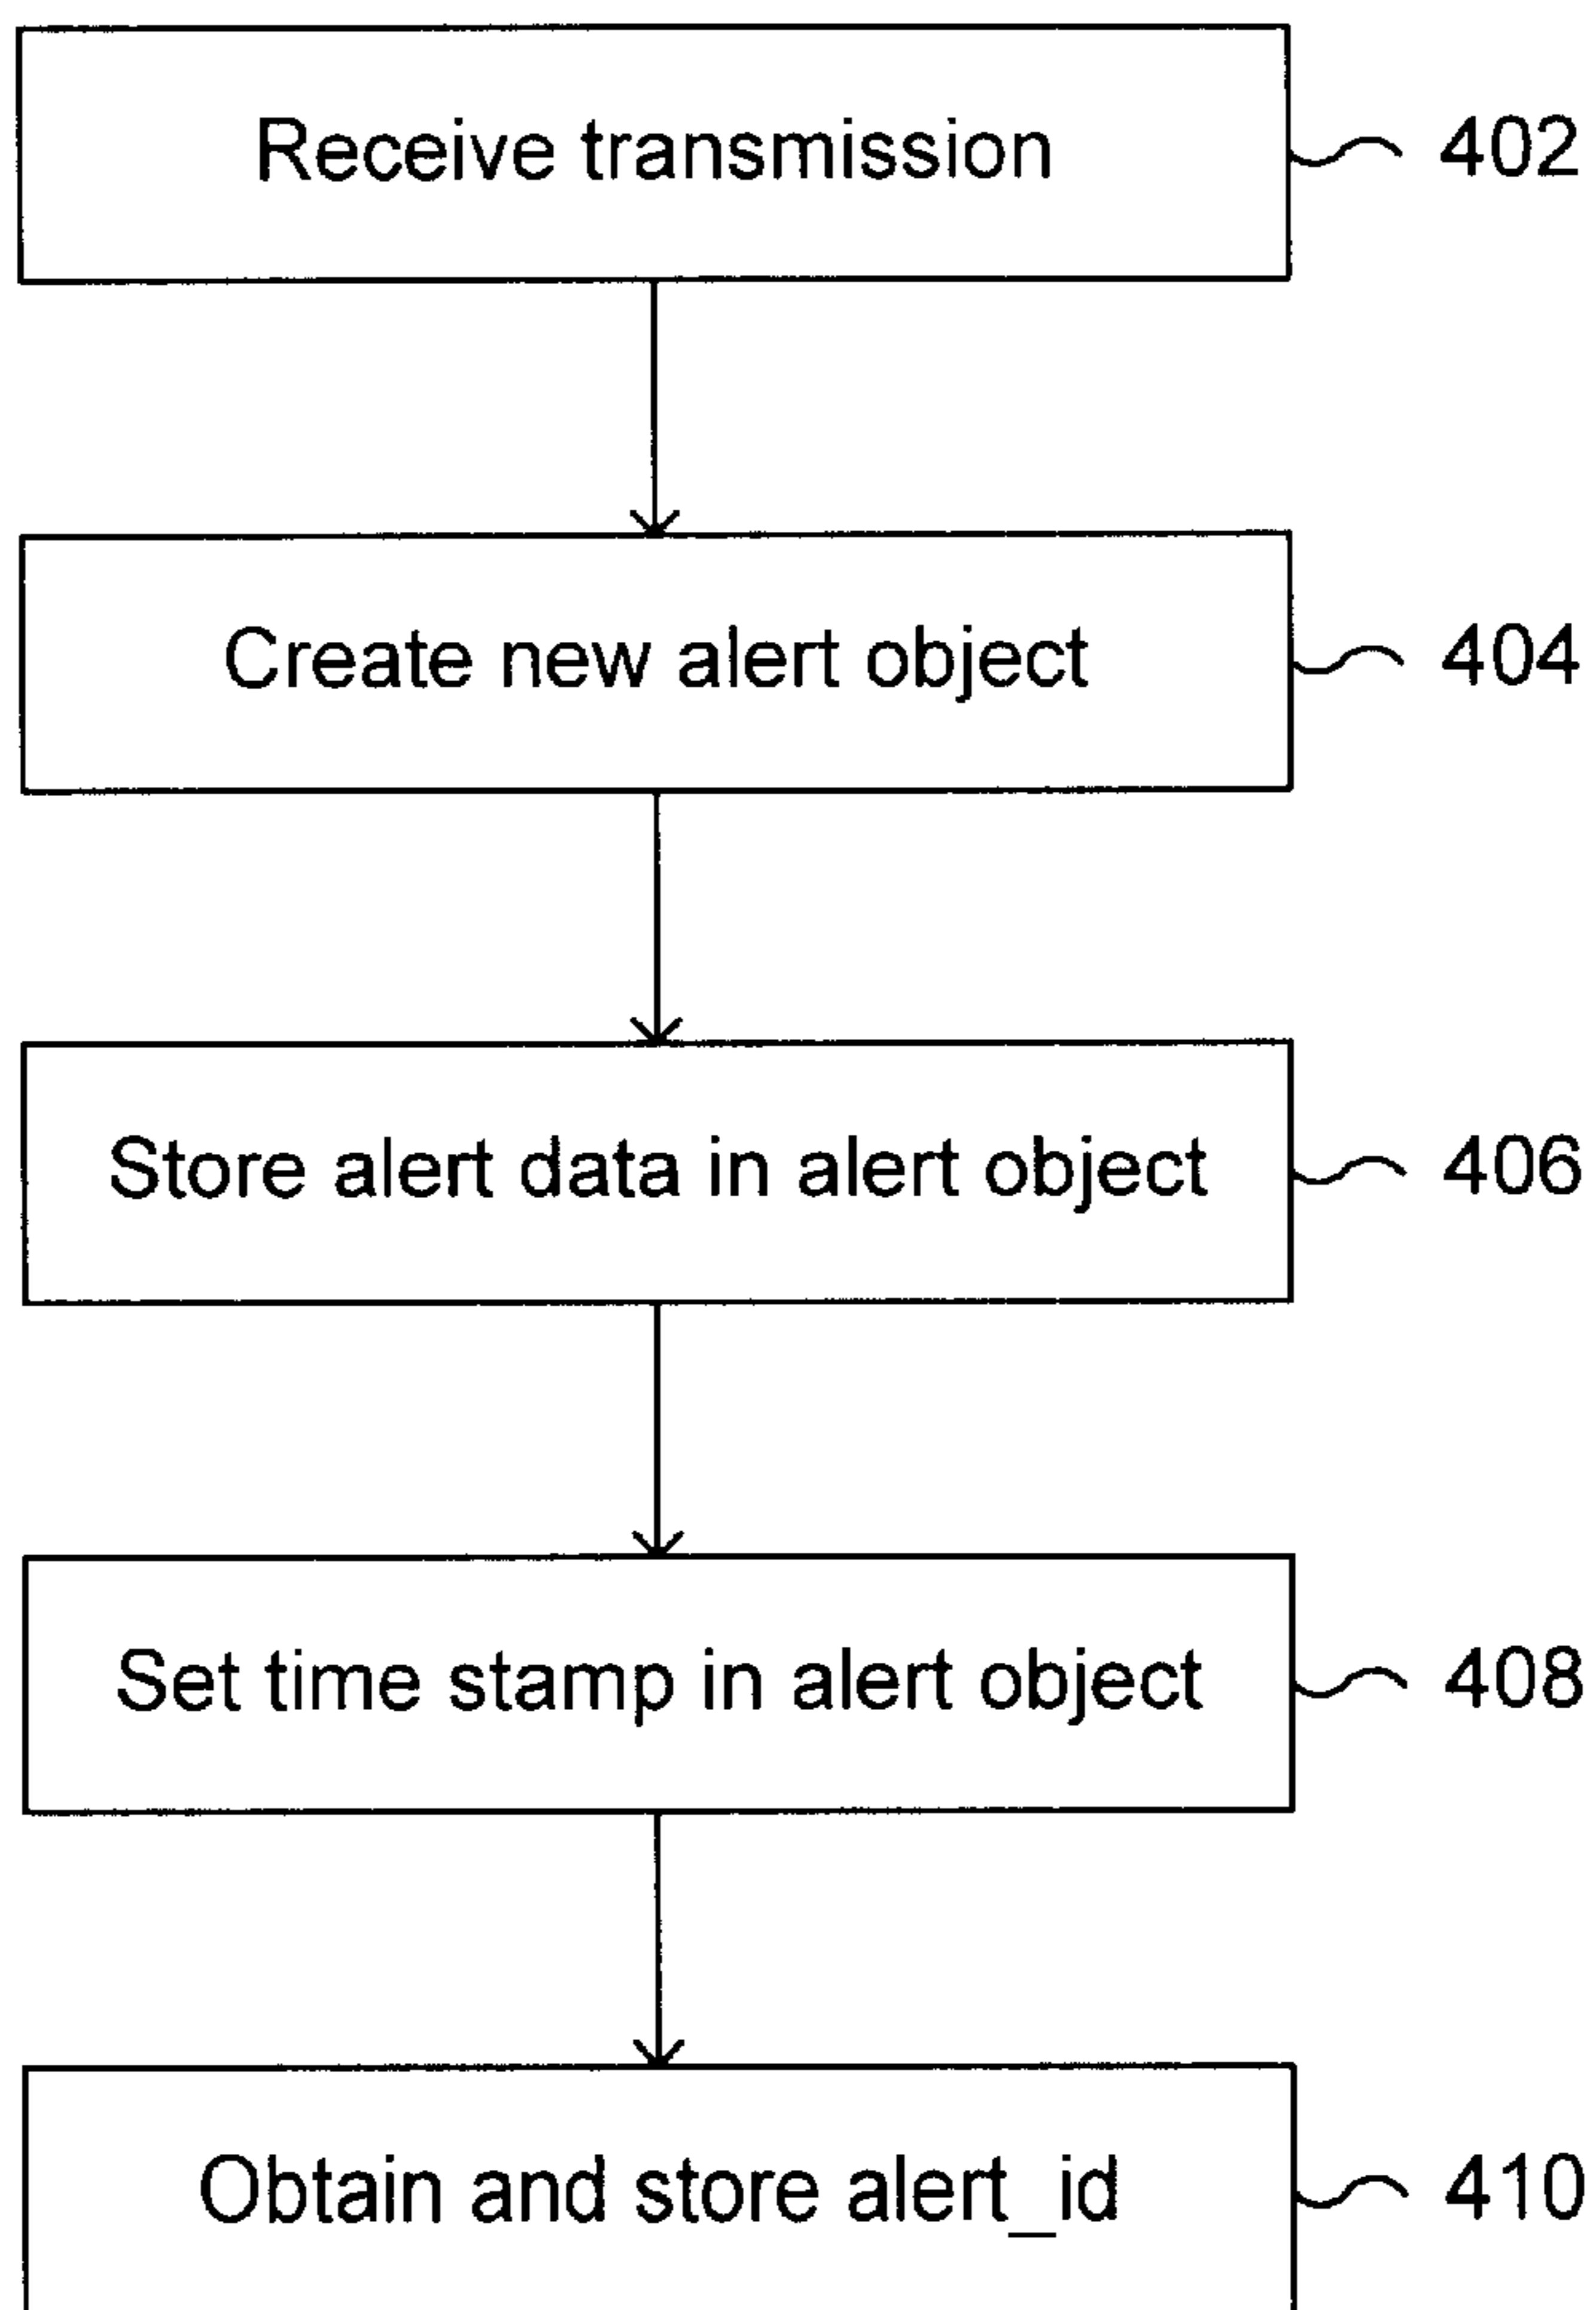 Receive transmission 402
Create new alert object 404
Store alert data in alert object 406
Set time stamp in alert object 408
Obtain and store alert_id 410